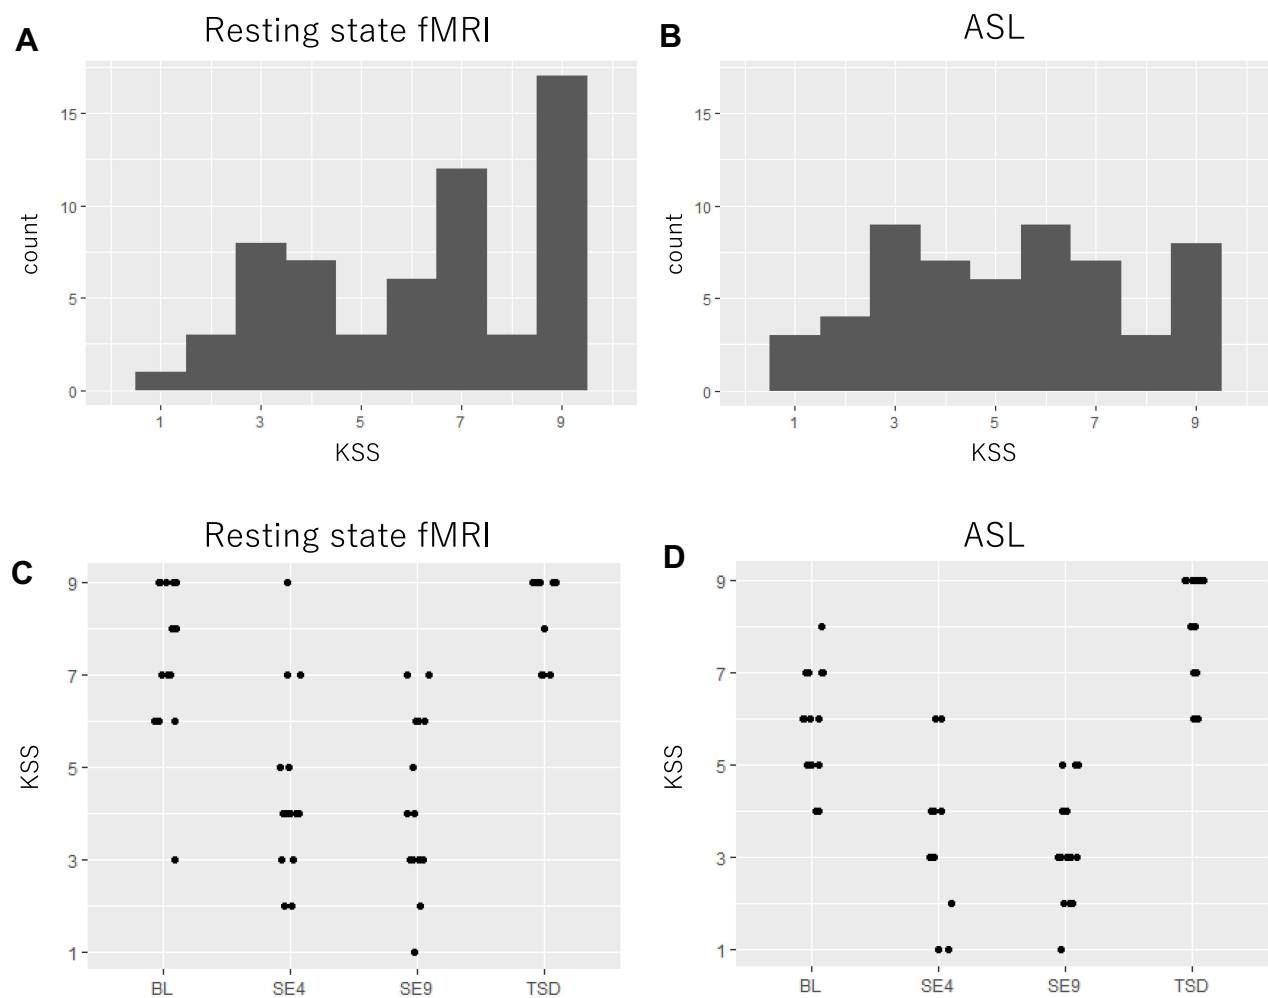 A
Resting state fMRI
B
ASL
count
15
10
5
0
1 3 5 7 9
KSS
count
15
10
5
0
1 3 5 7 9
KSS
C
Resting state fMRI
D
ASL
KSS
9
7
5
3
1
BL SE4 SE9 TSD
KSS
9
7
5
3
1
BL SE4 SE9 TSD